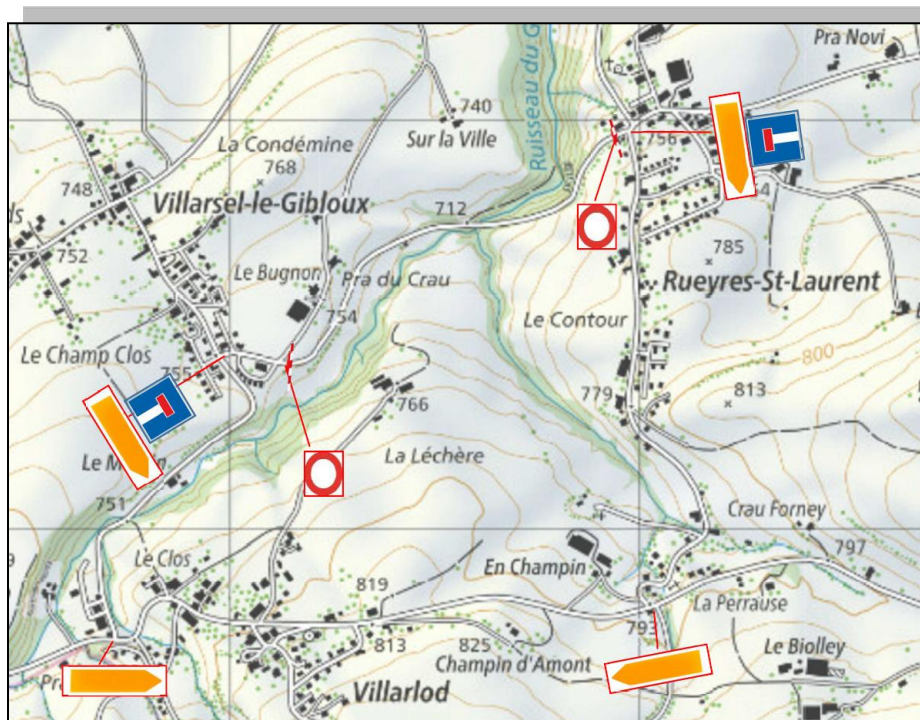 Pra Novi
Ruisseau du G
740
Sur la Ville
La Condémine
768
756
748
Villarsel-le-Gibloux
712
752
785
Le Bugnon
Pra du Crau
Rueyres-St-Laurent
754
Le Contour
Le Champ Clos
755
800
766
779
813
La Léchère
751
Crau Forney
797
Le Clos
En Champin
819
La Perrause
793
813
825
Champin d'Amont
Le Biolley
Villarlod